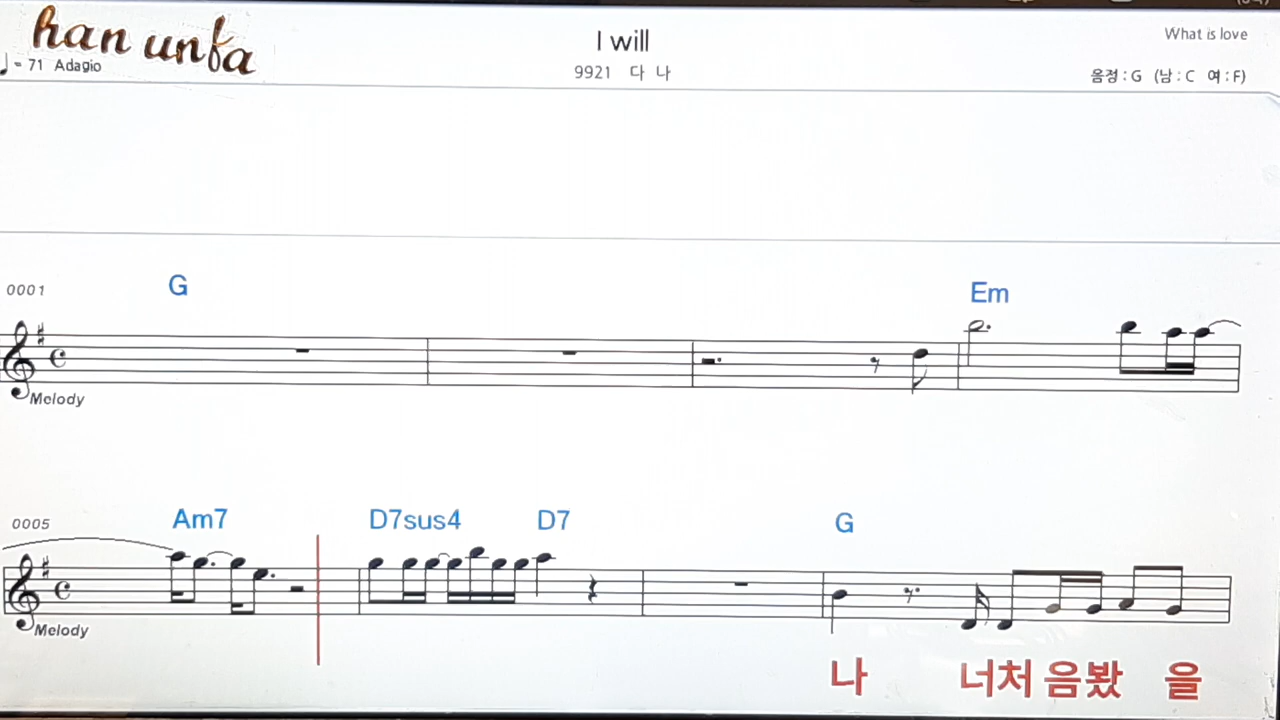 han unfa
I will
What is love
♩= 71 Adagio
9921 다 나
음정 : G (남 : C 여 : F)
0001
G
Em
Melody
0005
Am7
D7sus4
D7
G
Melody
나 너처 음봤 을